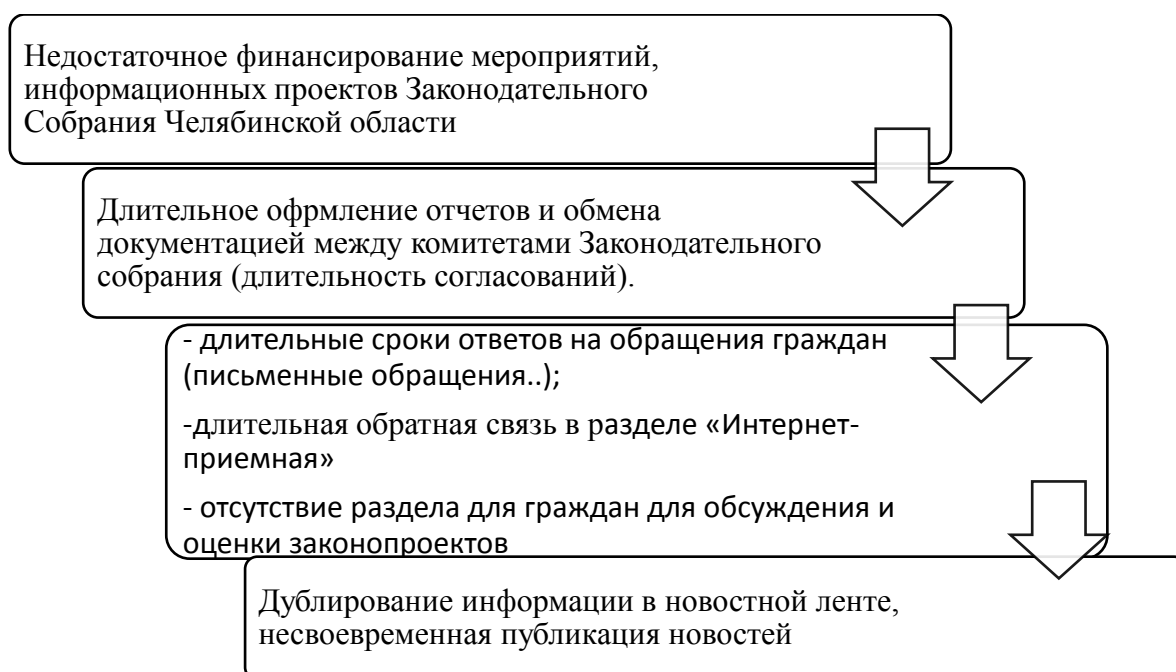 Недостаточное финансирование мероприятий,
информационных проектов Законодательного
Собрания Челябинской области
Длительное офрмление отчетов и обмена
документацией между комитетами Законодательного
собрания (длительность согласований).
- длительные сроки ответов на обращения граждан
(письменные обращения..);
-длительная обратная связь в разделе «Интернет-
приемная»
- отсутствие раздела для граждан для обсуждения и
оценки законопроектов
Дублирование информации в новостной ленте,
несвоевременная публикация новостей